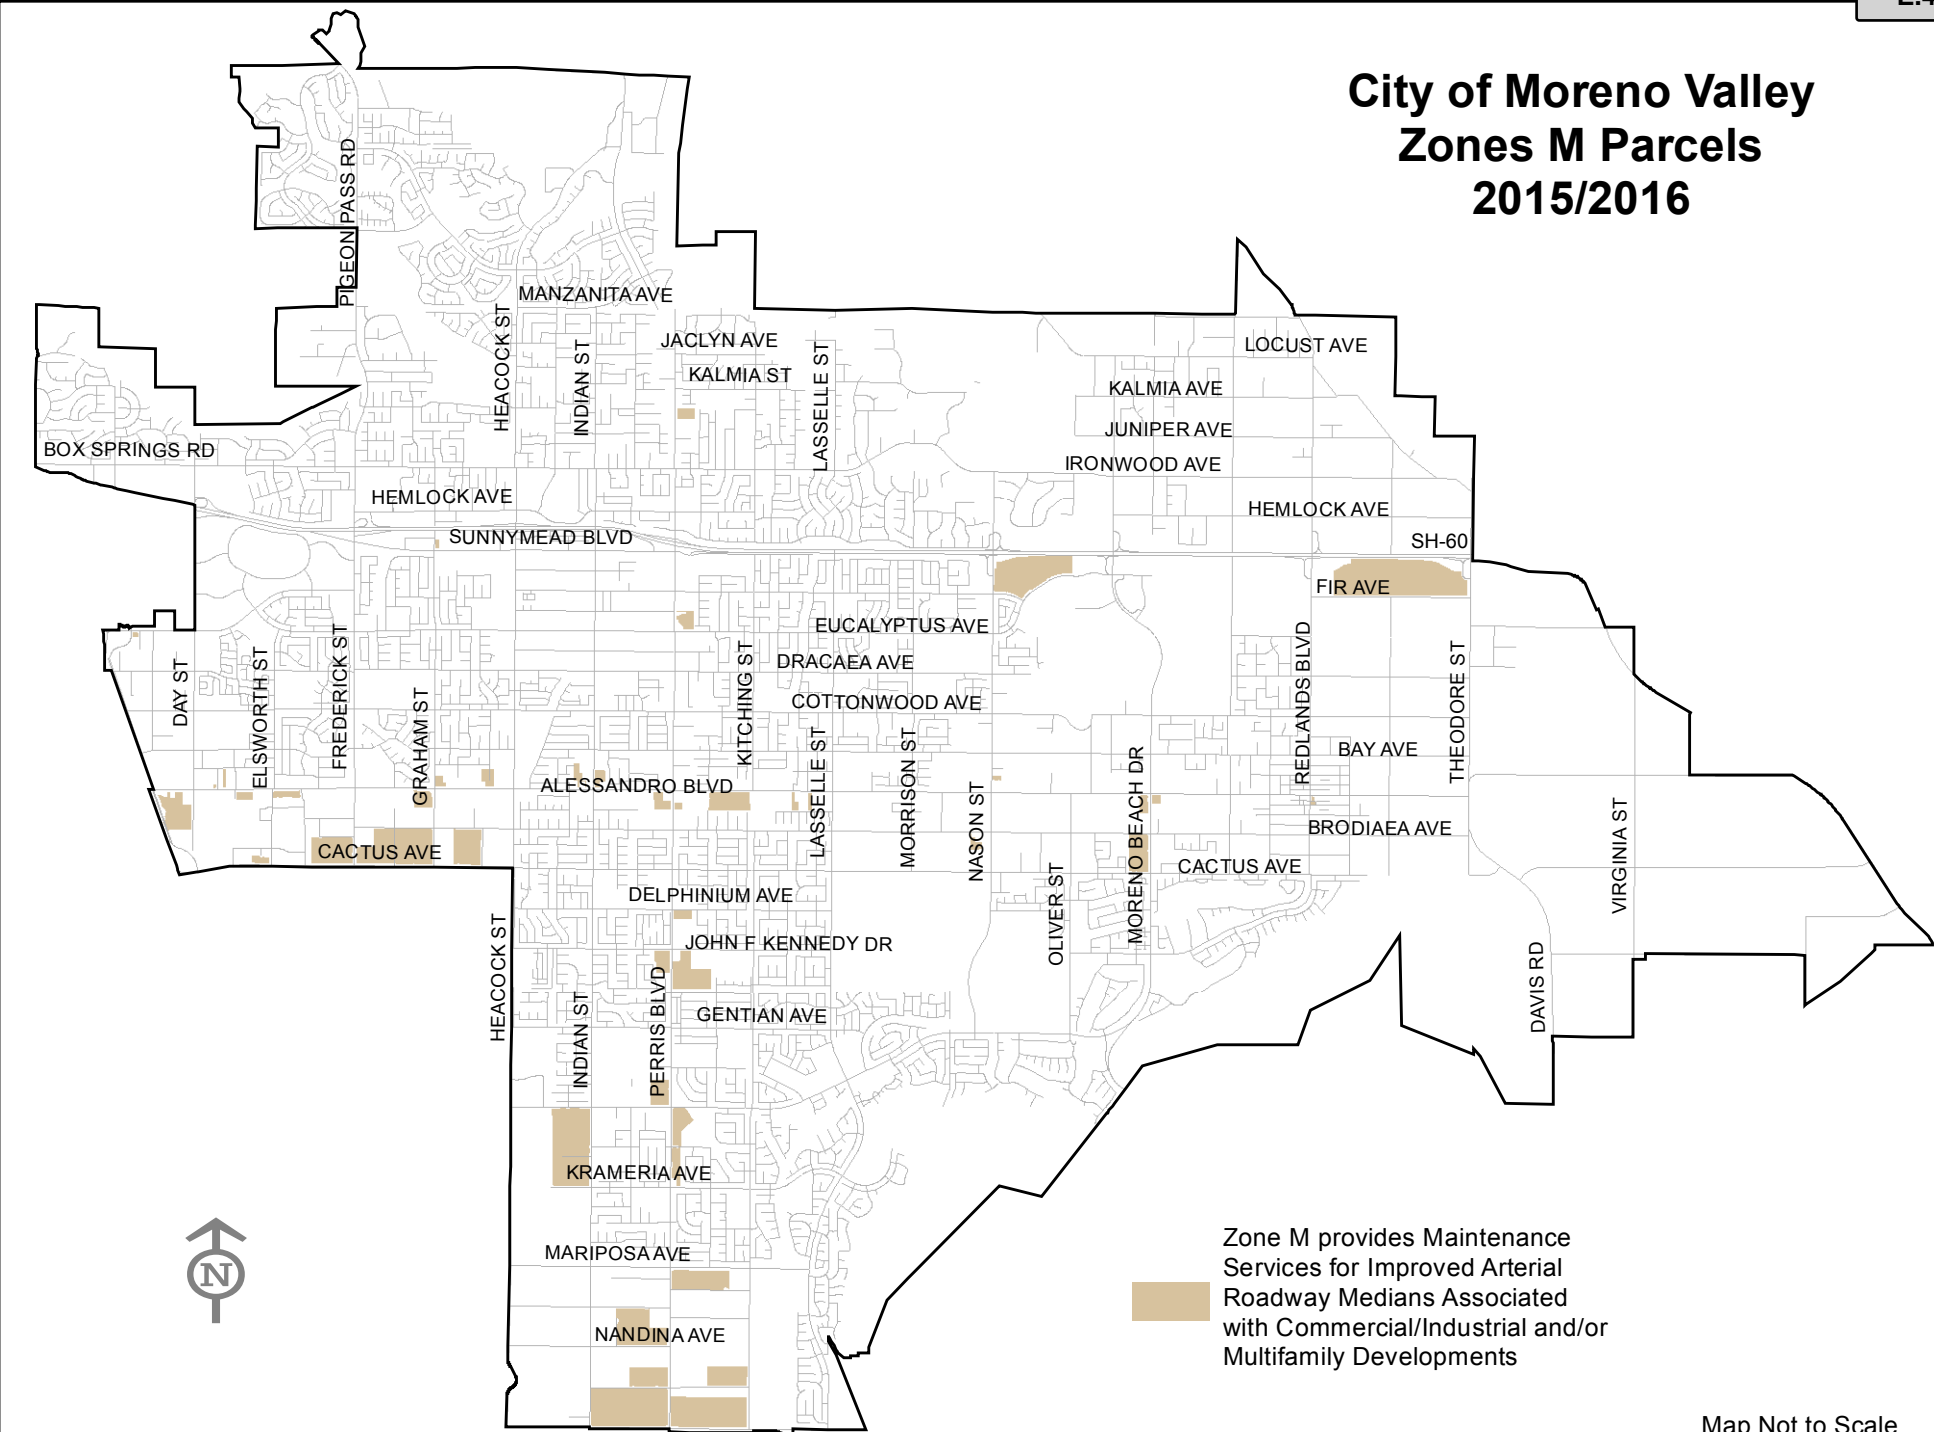 City of Moreno Valley
Zones M Parcels
2015/2016
PIGEON PASS RD
MANZANITA AVE
HEACOCK ST
INDIAN ST
JACLYN AVE
KALMIA ST
LASSELLE ST
LOCUST AVE
KALMIA AVE
JUNIPER AVE
IRONWOOD AVE
BOX SPRINGS RD
HEMLOCK AVE
HEMLOCK AVE
SUNNYMEAD BLVD
SH-60
FIR AVE
EUCALYPTUS AVE
DRACAEA AVE
COTTONWOOD AVE
DAY ST
ELSWORTH ST
FREDERICK ST
GRAHAM ST
KITCHING ST
LASSELLE ST
MORRISON ST
NASON ST
OLIVER ST
MORENO BEACH DR
REDLANDS BLVD
THEODORE ST
VIRGINIA ST
BAY AVE
ALESSANDRO BLVD
BRODIAEA AVE
CACTUS AVE
CACTUS AVE
DELPHINIUM AVE
JOHN F KENNEDY DR
HEACOCK ST
INDIAN ST
PERRIS BLVD
GENTIAN AVE
DAVIS RD
KRAMERIA AVE
MARIPOSA AVE
NANDINA AVE
N
Zone M provides Maintenance
Services for Improved Arterial
Roadway Medians Associated
with Commercial/Industrial and/or
Multifamily Developments
Map Not to Scale